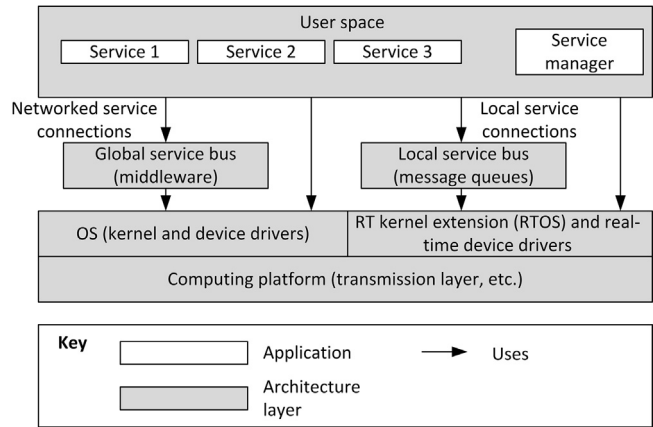 User space
Service 1
Service 2
Service 3
Service
manager
Networked service
connections
Local service
connections
Global service bus
(middleware)
Local service bus
(message queues)
OS (kernel and device drivers)
RT kernel extension (RTOS) and real-
time device drivers
Computing platform (transmission layer, etc.)
Key
Application
Uses
Architecture
layer